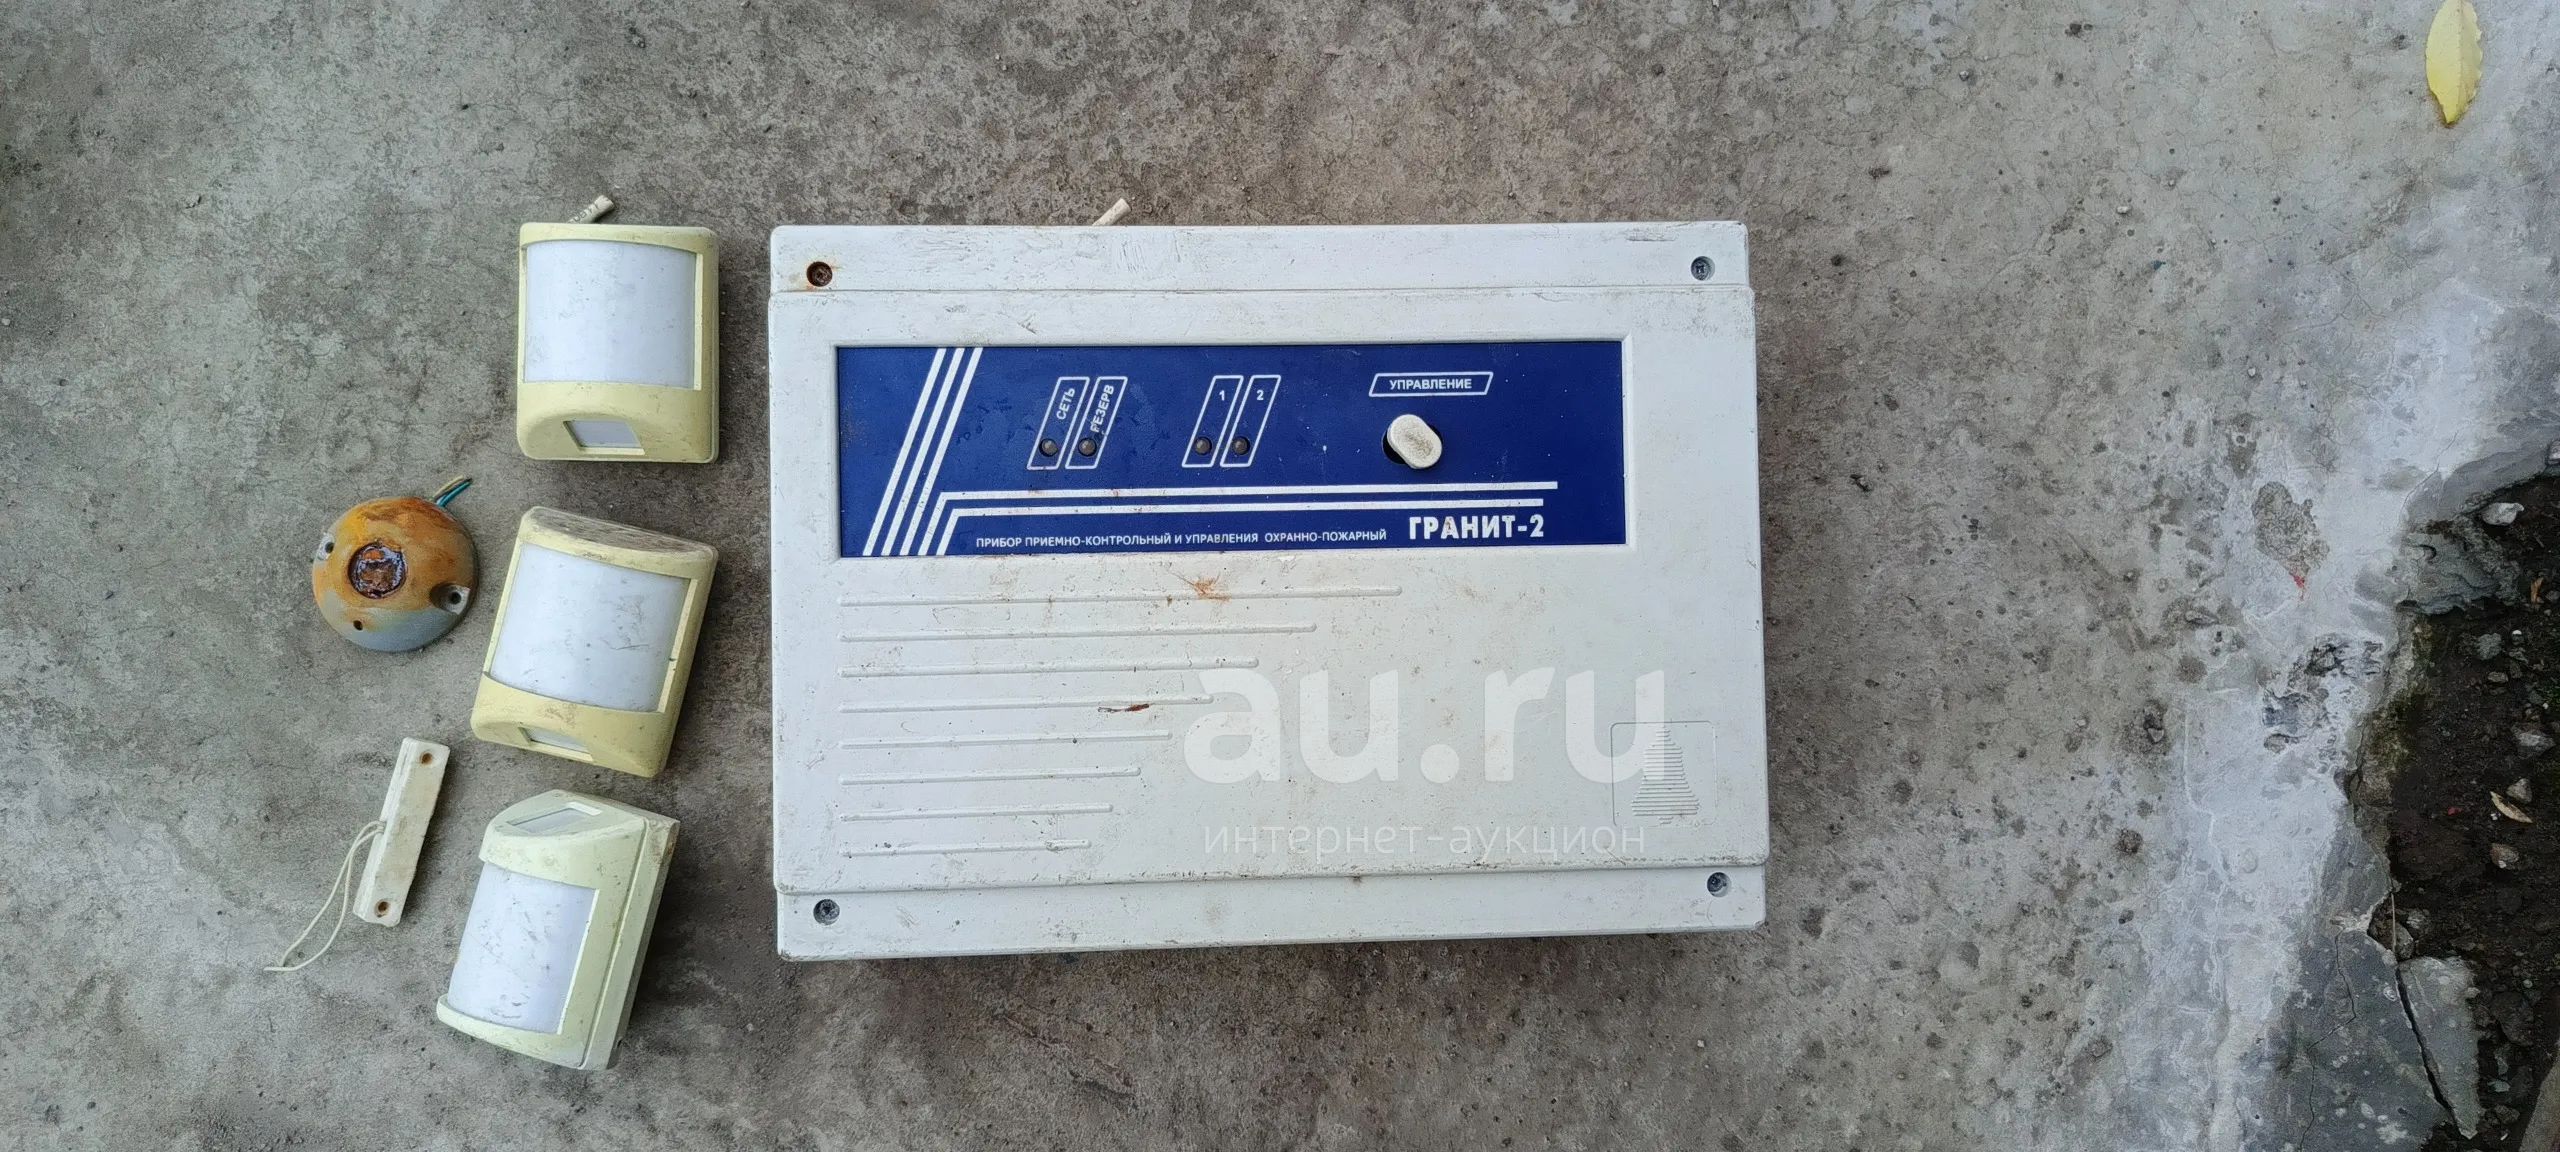 СЕТЬ
РЕЗЕРВ
1
2
УПРАВЛЕНИЕ
ПРИБОР ПРИЕМНО-КОНТРОЛЬНЫЙ И УПРАВЛЕНИЯ ОХРАННО-ПОЖАРНЫЙ ГРАНИТ-2
au.ru
интернет-аукцион